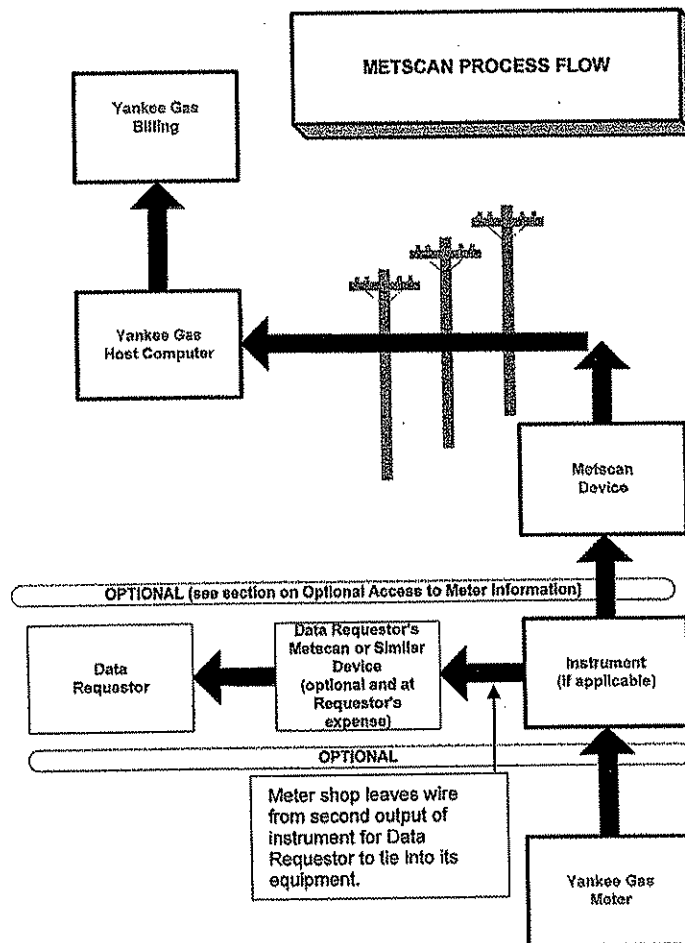 METSCAN PROCESS FLOW
Yankee Gas
Billing
Yankee Gas
Host Computer
Metscan
Device
OPTIONAL (see section on Optional Access to Meter Information)
Data
Requestor
Data Requestor's
Metscan or Similar
Device
(optional and at
Requestor's
expense)
Instrument
(if applicable)
OPTIONAL
Meter shop leaves wire
from second output of
instrument for Data
Requestor to tie into its
equipment.
Yankee Gas
Meter